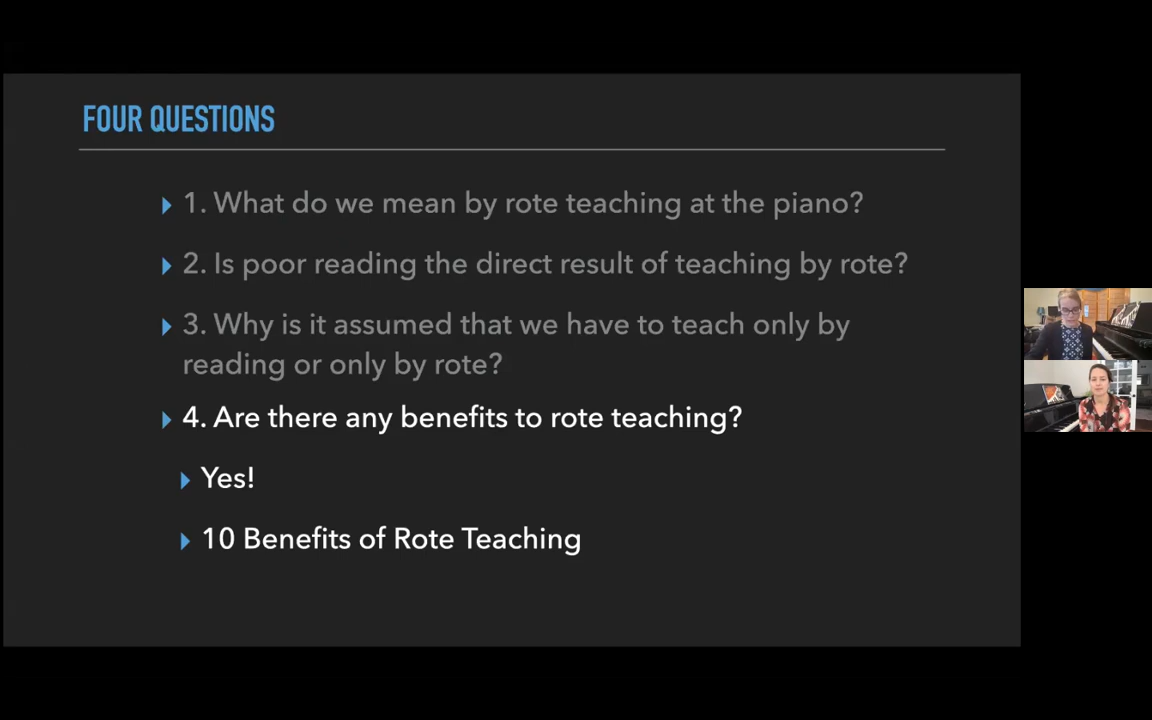 FOUR QUESTIONS
1. What do we mean by rote teaching at the piano?
2. Is poor reading the direct result of teaching by rote?
3. Why is it assumed that we have to teach only by
reading or only by rote?
4. Are there any benefits to rote teaching?
Yes!
10 Benefits of Rote Teaching